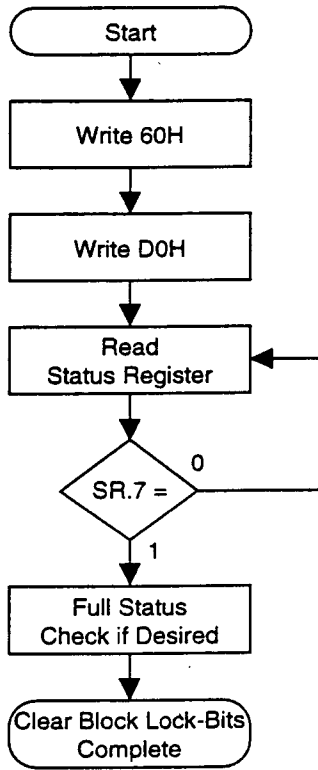 Start
Write 60H
Write D0H
Read
Status Register
SR.7 =
0
1
Full Status
Check if Desired
Clear Block Lock-Bits
Complete